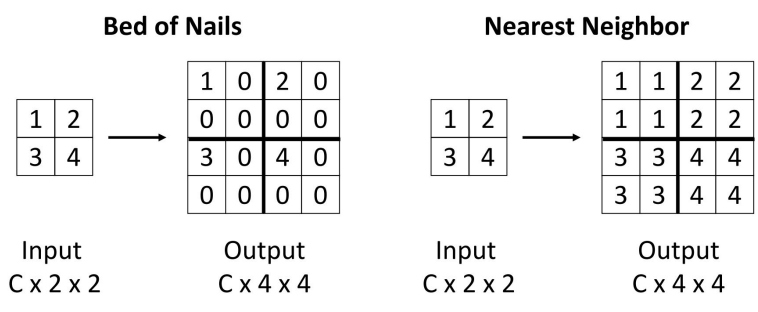 Bed of Nails
1 2
3 4
1 0 2 0
0 0 0 0
3 0 4 0
0 0 0 0
Input
C x 2 x 2
Output
C x 4 x 4
Nearest Neighbor
1 2
3 4
1 1 2 2
1 1 2 2
3 3 4 4
3 3 4 4
Input
C x 2 x 2
Output
C x 4 x 4